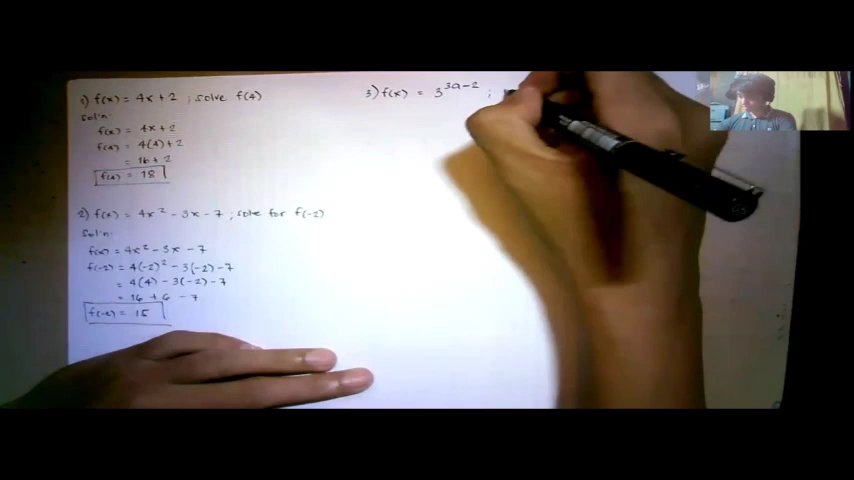 1) f(x) = 4x + 2 ; solve f(4)
Sol'n:
f(x) = 4x + 2
f(4) = 4(4) + 2
= 16 + 2
f(4) = 18
2) f(x) = 4x² - 3x - 7 ; solve for f(-2)
Sol'n:
f(x) = 4x² - 3x - 7
f(-2) = 4(-2)² - 3(-2) - 7
= 4(4) - 3(-2) - 7
= 16 + 6 - 7
f(-2) = 15
3) f(x) = 3^{3a-2} ;